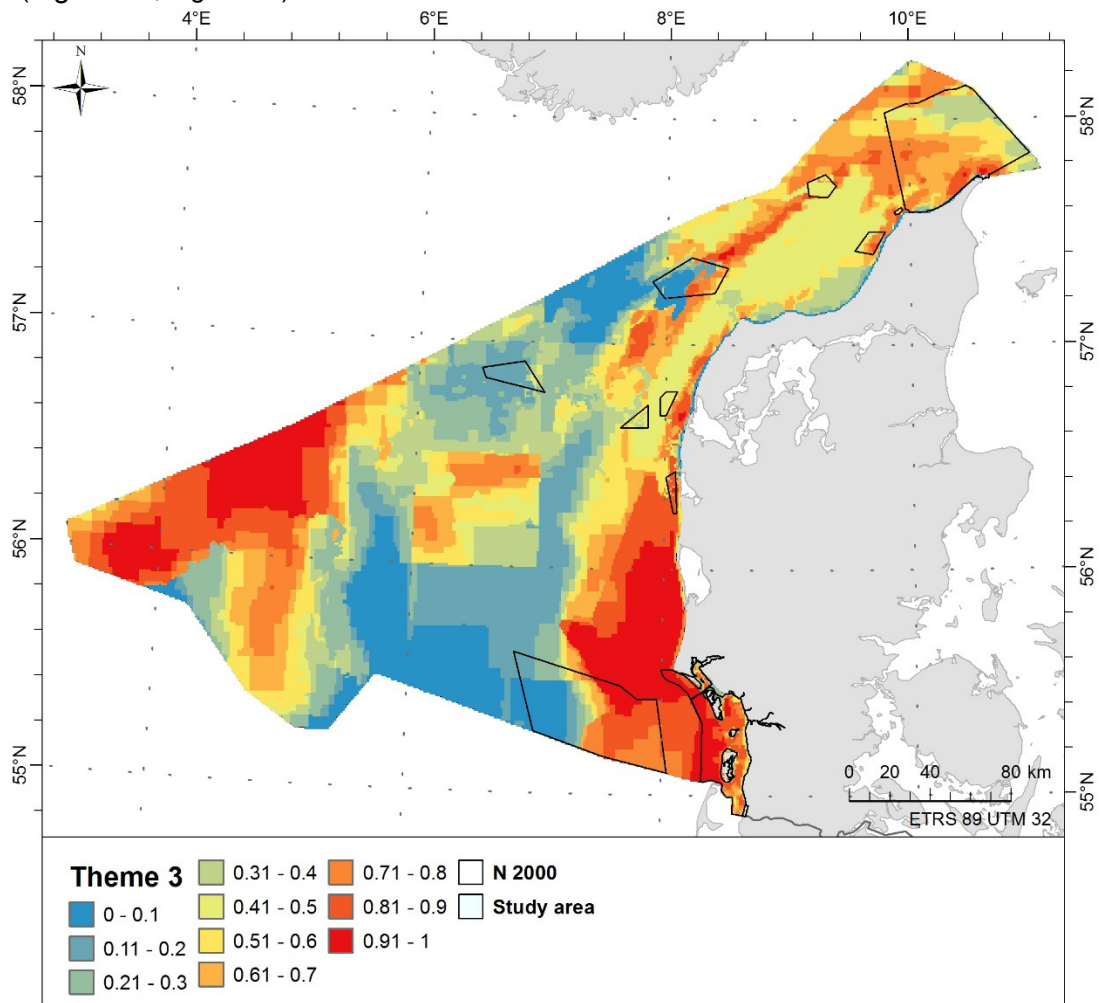 4°E 6°E 8°E 10°E
N
58°N 58°N
57°N 57°N
56°N 56°N
55°N 55°N
0 20 40 80 km
ETRS 89 UTM 32
Theme 3
0 - 0.1
0.11 - 0.2
0.21 - 0.3
0.31 - 0.4
0.41 - 0.5
0.51 - 0.6
0.61 - 0.7
0.71 - 0.8
0.81 - 0.9
0.91 - 1
N 2000
Study area